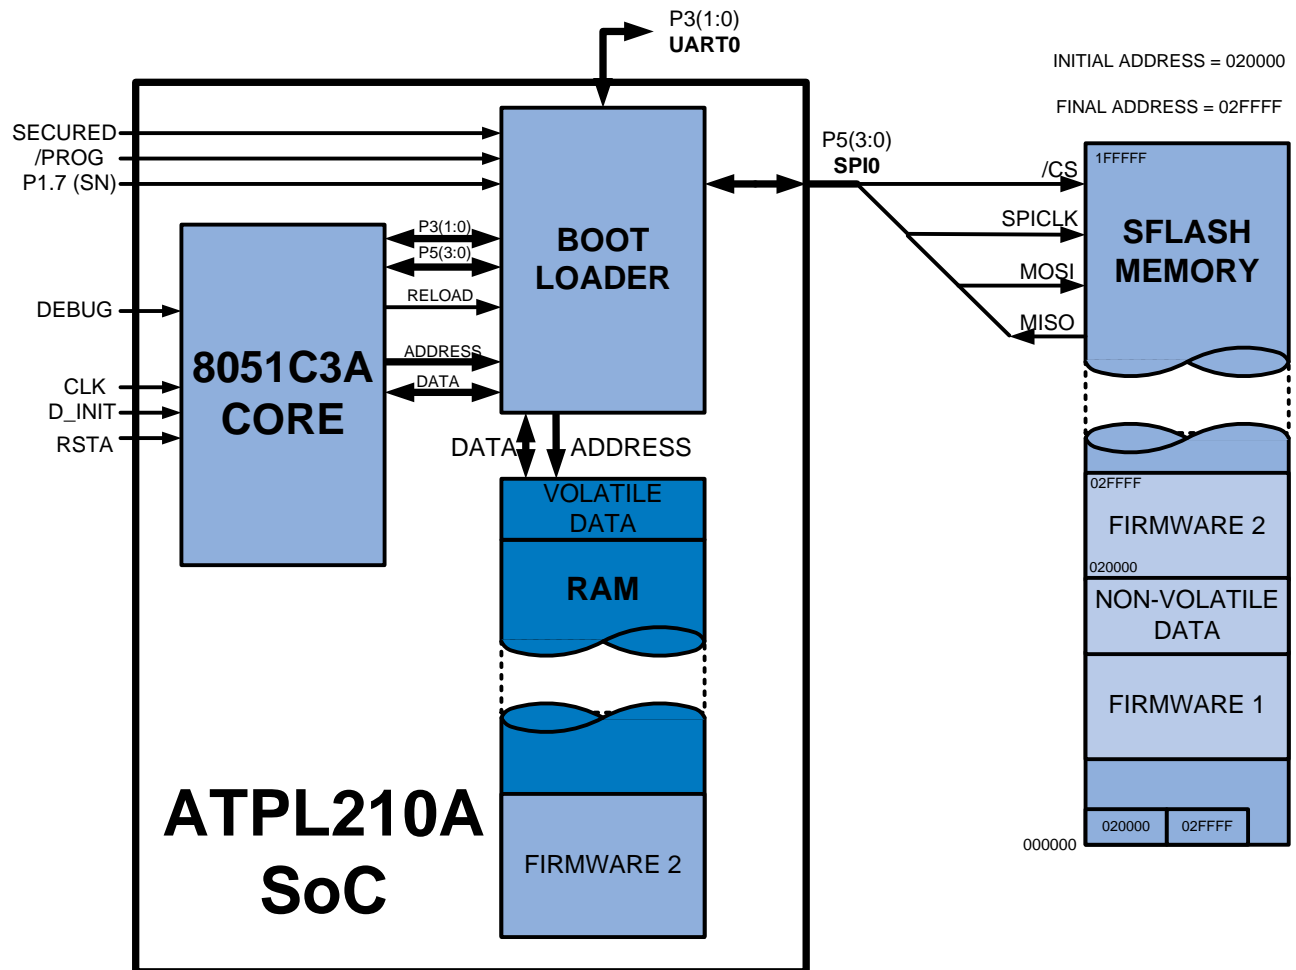 P3(1:0)
UART0
INITIAL ADDRESS = 020000
FINAL ADDRESS = 02FFFF
SECURED
/PROG
P1.7 (SN)
P5(3:0)
SPI0
/CS
SPICLK
MOSI
MISO
1FFFFF
SFLASH
MEMORY
BOOT
LOADER
P3(1:0)
P5(3:0)
RELOAD
ADDRESS
DATA
DEBUG
CLK
D_INIT
RSTA
8051C3A
CORE
DATA
ADDRESS
VOLATILE
DATA
RAM
FIRMWARE 2
02FFFF
FIRMWARE 2
020000
NON-VOLATILE
DATA
FIRMWARE 1
020000
02FFFF
000000
ATPL210A
SoC